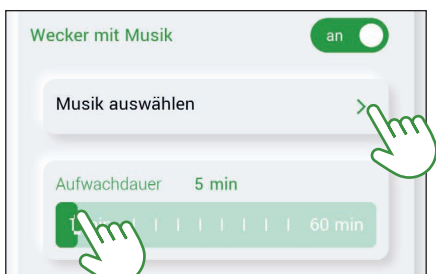 Wecker mit Musik an
Musik auswählen
Aufwachdauer 5 min
60 min